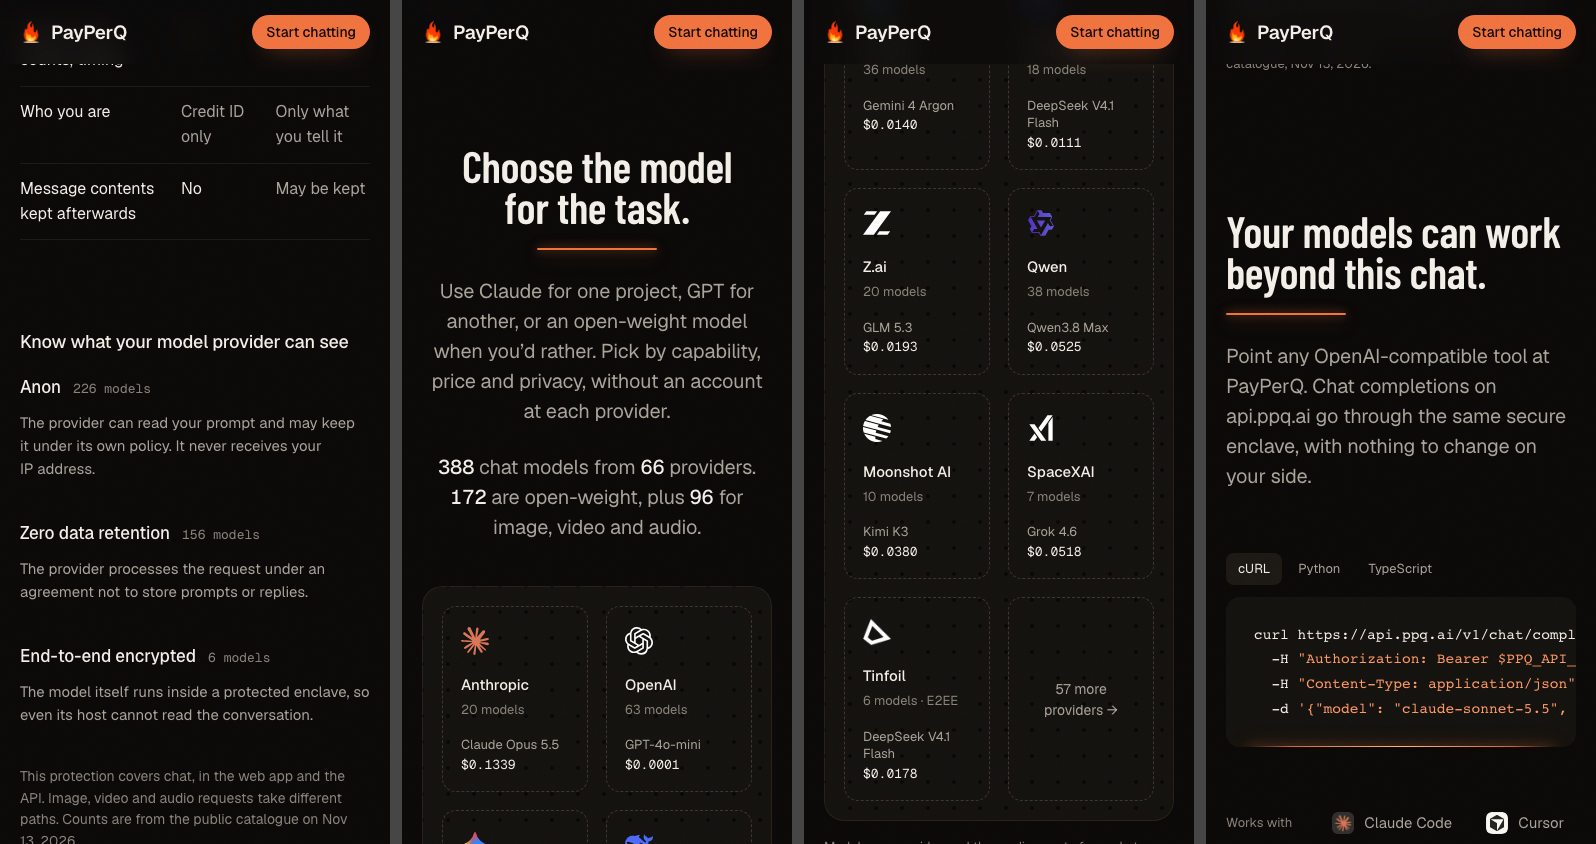 PayPerQ
Start chatting
counts, timing
Who you are
Credit ID
only
Only what
you tell it
Message contents
kept afterwards
No
May be kept
Know what your model provider can see
Anon 226 models
The provider can read your prompt and may keep
it under its own policy. It never receives your
IP address.
Zero data retention 156 models
The provider processes the request under an
agreement not to store prompts or replies.
End-to-end encrypted 6 models
The model itself runs inside a protected enclave, so
even its host cannot read the conversation.
This protection covers chat, in the web app and the
API. Image, video and audio requests take different
paths. Counts are from the public catalogue on Nov
13, 2026.
PayPerQ
Start chatting
Choose the model
for the task.
Use Claude for one project, GPT for
another, or an open-weight model
when you’d rather. Pick by capability,
price and privacy, without an account
at each provider.
388 chat models from 66 providers.
172 are open-weight, plus 96 for
image, video and audio.
Anthropic
20 models
Claude Opus 5.5
$0.1339
OpenAI
63 models
GPT-4o-mini
$0.0001
PayPerQ
Start chatting
36 models
Gemini 4 Argon
$0.0140
18 models
DeepSeek V4.1
Flash
$0.0111
Z.ai
20 models
GLM 5.3
$0.0193
Qwen
38 models
Qwen3.8 Max
$0.0525
Moonshot AI
10 models
Kimi K3
$0.0380
SpaceXAI
7 models
Grok 4.6
$0.0518
Tinfoil
6 models · E2EE
DeepSeek V4.1
Flash
$0.0178
57 more
providers →
PayPerQ
Start chatting
catalogue, Nov 13, 2026.
Your models can work
beyond this chat.
Point any OpenAI-compatible tool at
PayPerQ. Chat completions on
api.ppq.ai go through the same secure
enclave, with nothing to change on
your side.
cURL Python TypeScript
curl https://api.ppq.ai/v1/chat/compl
-H "Authorization: Bearer $PPQ_API_
-H "Content-Type: application/json"
-d '{"model": "claude-sonnet-5.5",
Works with Claude Code Cursor